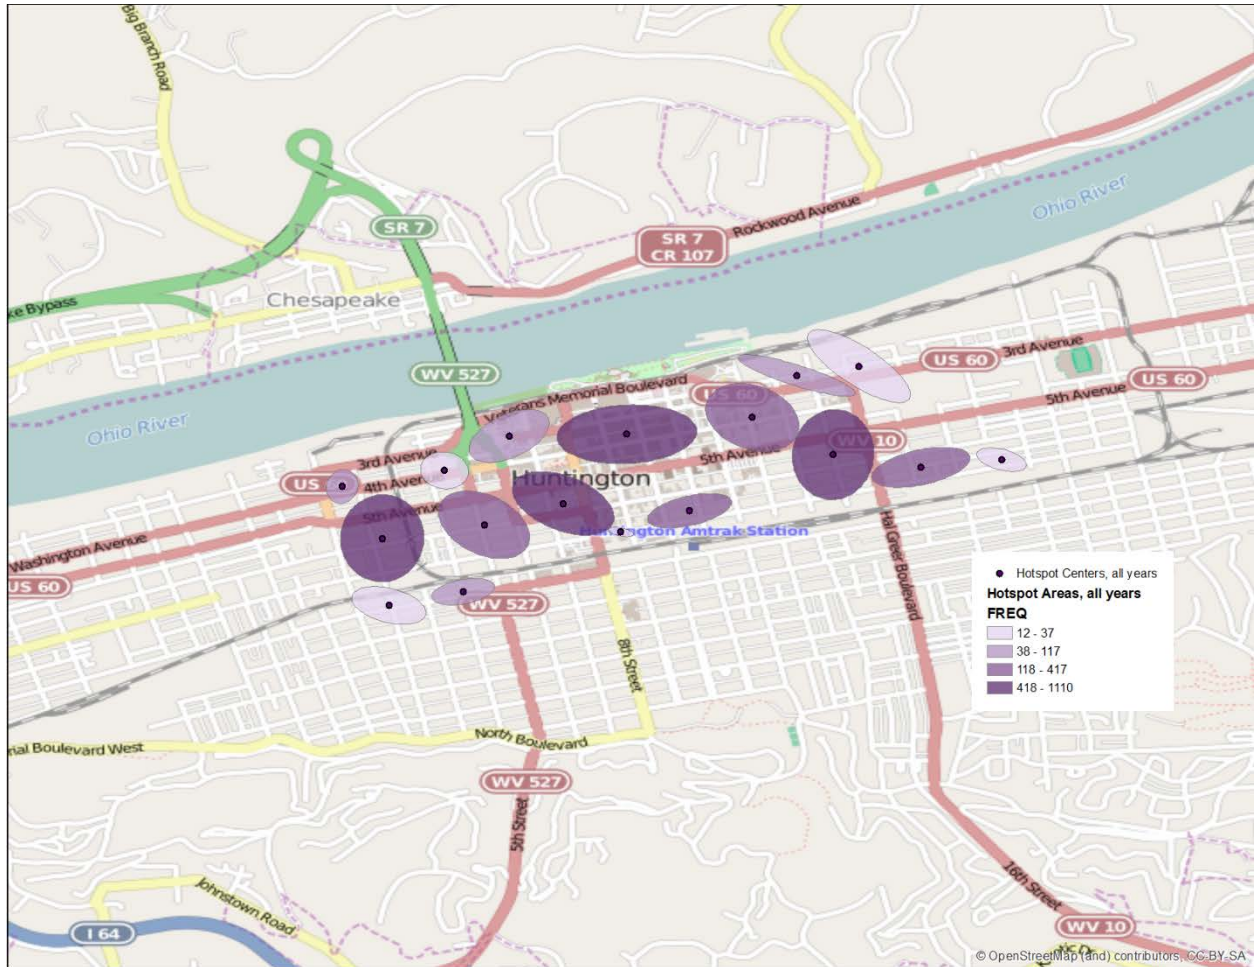 Big Branch Road
SR 7
SR 7
CR 107
Rockwood Avenue
Ohio River
ke Bypass
Chesapeake
WV 527
Ohio River
Veterans Memorial Boulevard
US 60
3rd Avenue
US 60
US 60
5th Avenue
WV 10
5th Avenue
3rd Avenue
4th Avenue
US
5th Avenue
Huntington
Huntington Amtrak Station
Washington Avenue
US 60
WV 527
8th Street
Hal Greer Boulevard
Hotspot Centers, all years
Hotspot Areas, all years
FREQ
12 - 37
38 - 117
118 - 417
418 - 1110
rial Boulevard West
North Boulevard
WV 527
5th Street
16th Street
Johnstown Road
I 64
WV 10
© OpenStreetMap (and) contributors, CC-BY-SA